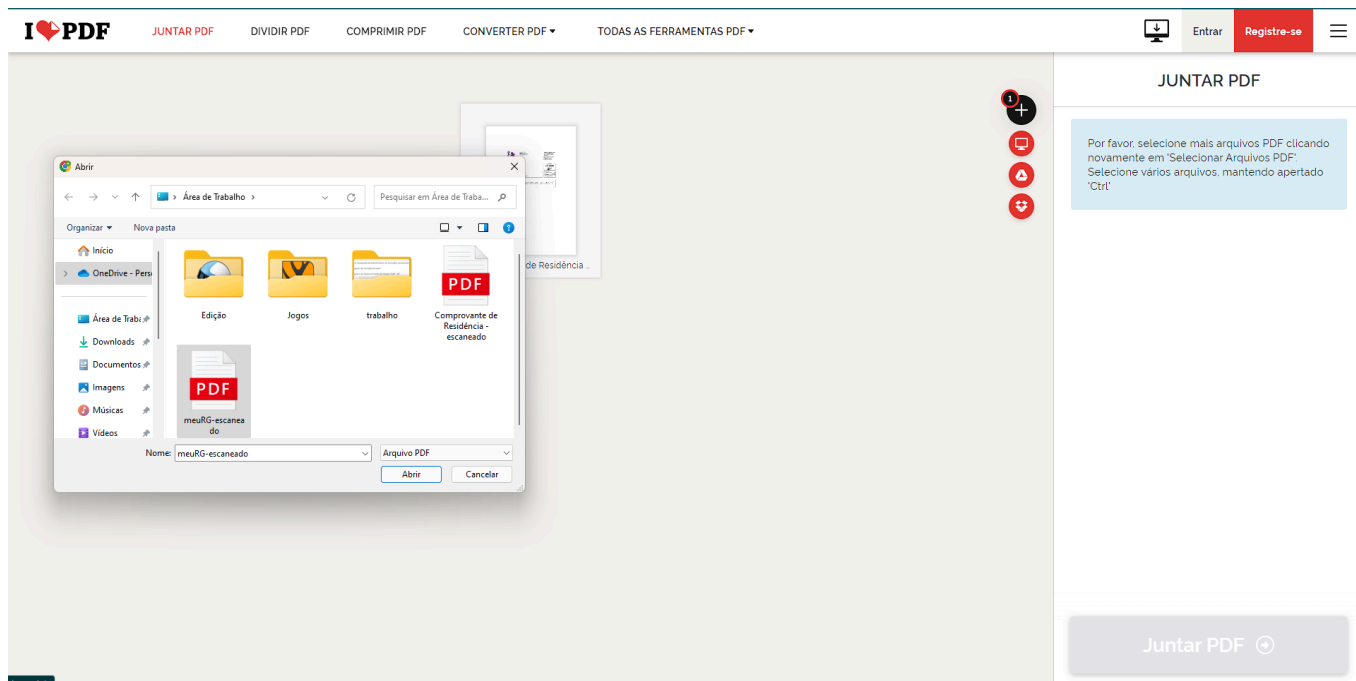 I PDF
JUNTAR PDF
DIVIDIR PDF
COMPRIMIR PDF
CONVERTER PDF
TODAS AS FERRAMENTAS PDF
Entrar
Registre-se
JUNTAR PDF
Por favor, selecione mais arquivos PDF clicando
novamente em 'Selecionar Arquivos PDF'.
Selecione vários arquivos, mantendo apertado
'Ctrl'
1
Abrir
Área de Trabalho
Pesquisar em Área de Traba...
Organizar
Nova pasta
Início
OneDrive - Pers
Área de Traba
Downloads
Documentos
Imagens
Músicas
Vídeos
Edição
Jogos
trabalho
PDF
Comprovante de
Residência -
escaneado
PDF
meuRG-escanea
do
de Residência ...
Nome:
meuRG-escaneado
Arquivo PDF
Abrir
Cancelar
Juntar PDF